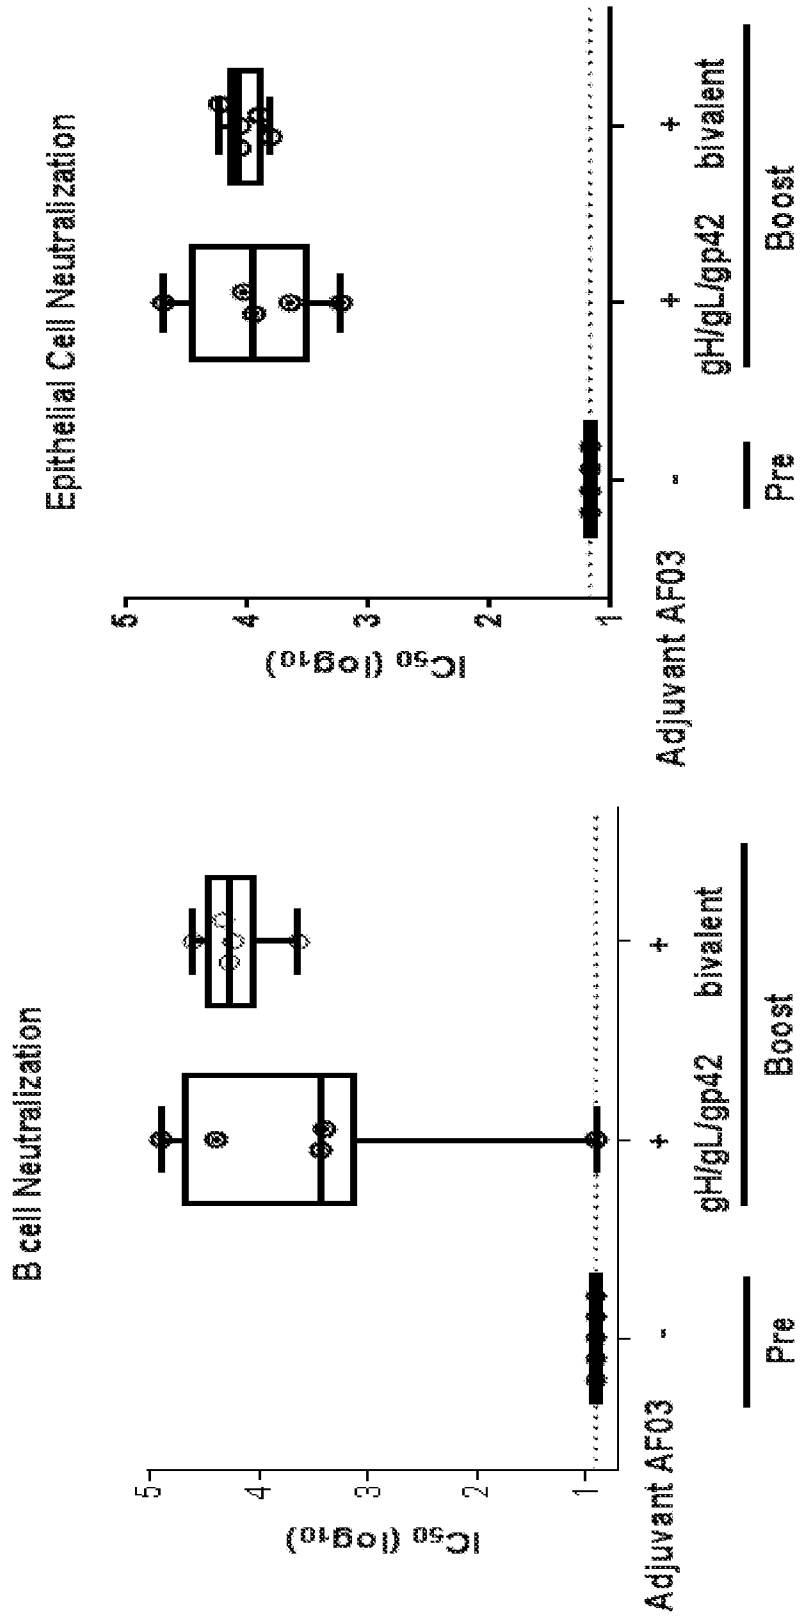 B cell Neutralization
IC50 (log10)
5
4
3
2
1
Adjuvant AF03 - + +
gH/gL/gp42 bivalent
Pre Boost
Epithelial Cell Neutralization
IC50 (log10)
5
4
3
2
1
Adjuvant AF03 - + +
gH/gL/gp42 bivalent
Pre Boost